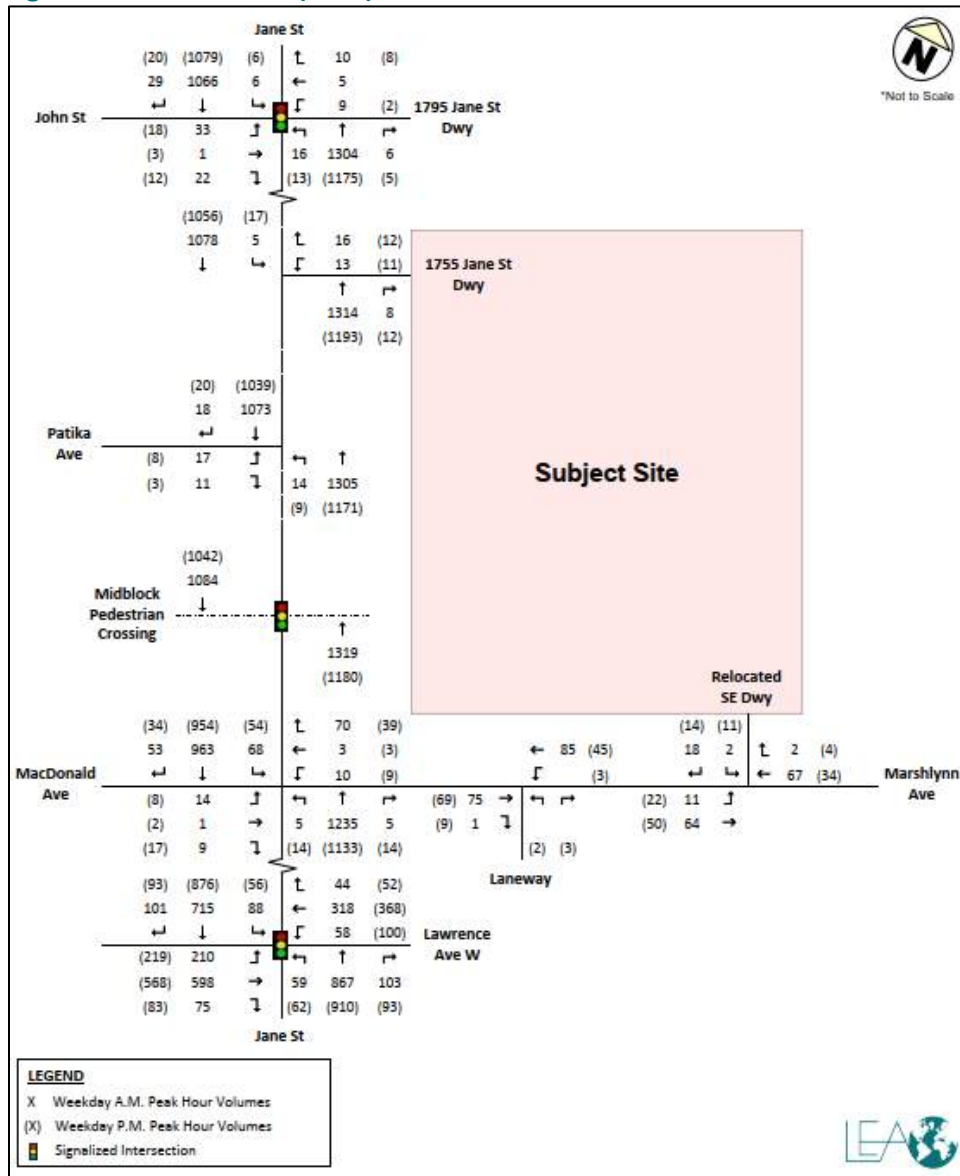 Jane St
(20) (1079) (6) 10 (8)
29 1066 6 5
9 (2) 1795 Jane St
Dwy
John St
(18) 33
(3) 1 16 1304 6
(12) 22 (13) (1175) (5)
N
*Not to Scale
(1056) (17)
1078 5 16 (12)
13 (11) 1755 Jane St
Dwy
1314 8
(1193) (12)
(20) (1039)
18 1073
Patika
Ave
(8) 17
(3) 11 14 1305
(9) (1171)
Subject Site
(1042)
1084
Midblock
Pedestrian
Crossing
1319
(1180)
Relocated
SE Dwy
(34) (954) (54) 70 (39)
53 963 68 3 (3)
10 (9)
MacDonald
Ave
(8) 14
(2) 1 5 1235 5
(17) 9 (14) (1133) (14)
85 (45)
(3)
(69) 75
(9) 1
(2) (3)
Laneway
(14) (11)
18 2 2 (4)
67 (34) Marshlynn
Ave
(22) 11
(50) 64
(93) (876) (56) 44 (52)
101 715 88 318 (368)
58 (100) Lawrence
Ave W
(219) 210
(568) 598 59 867 103
(83) 75 (62) (910) (93)
Jane St
LEGEND
X Weekday A.M. Peak Hour Volumes
(X) Weekday P.M. Peak Hour Volumes
Signalized Intersection
LEA